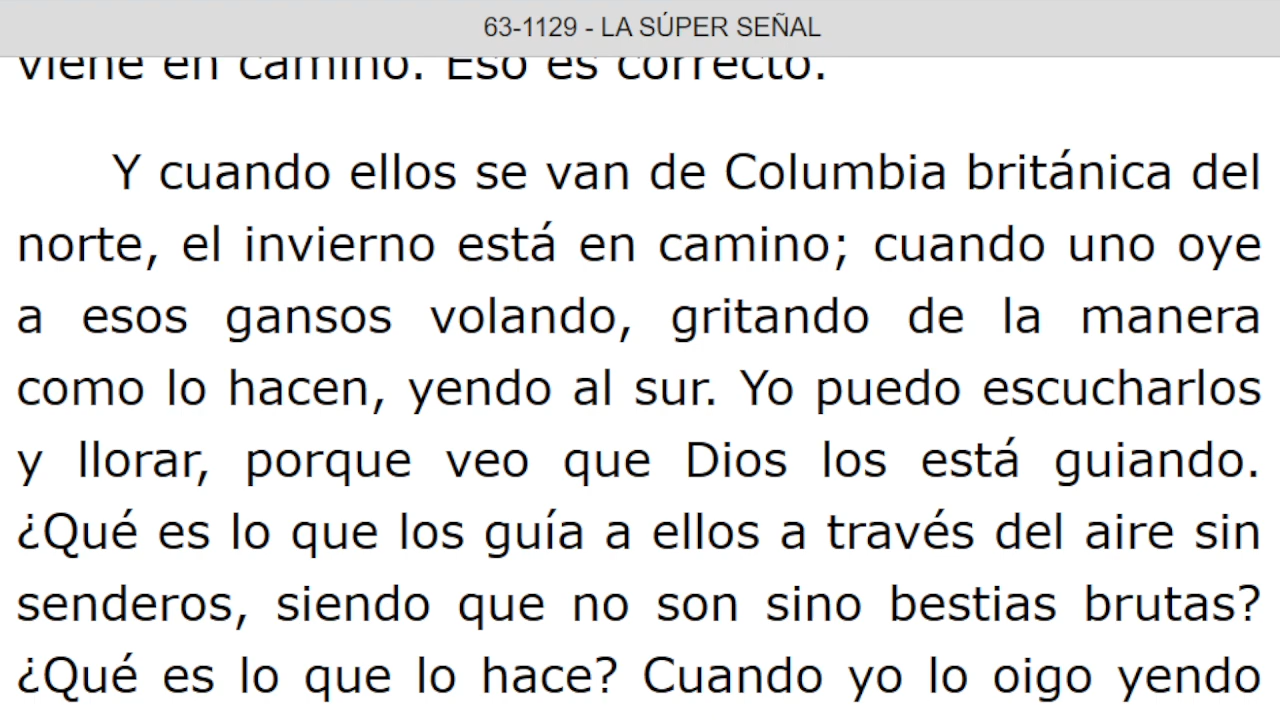 63-1129 - LA SÚPER SEÑAL
viene en camino. Eso es correcto.
Y cuando ellos se van de Columbia británica del
norte, el invierno está en camino; cuando uno oye
a esos gansos volando, gritando de la manera
como lo hacen, yendo al sur. Yo puedo escucharlos
y llorar, porque veo que Dios los está guiando.
¿Qué es lo que los guía a ellos a través del aire sin
senderos, siendo que no son sino bestias brutas?
¿Qué es lo que lo hace? Cuando yo lo oigo yendo